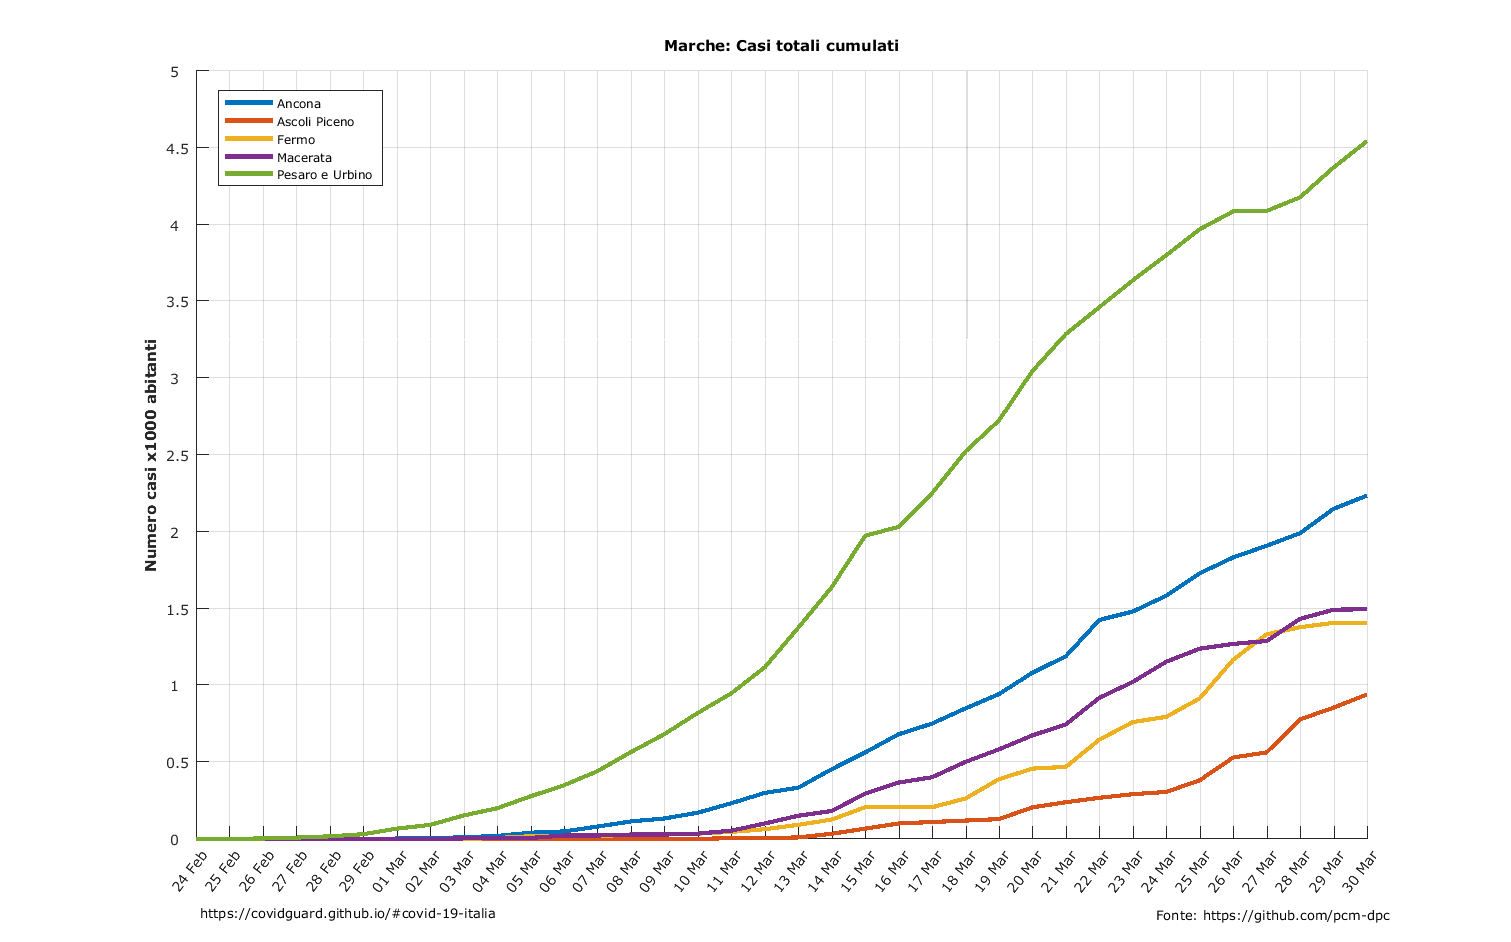 Marche: Casi totali cumulati
Numero casi x1000 abitanti
5
4.5
4
3.5
3
2.5
2
1.5
1
0.5
0
Ancona
Ascoli Piceno
Fermo
Macerata
Pesaro e Urbino
24 Feb
25 Feb
26 Feb
27 Feb
28 Feb
29 Feb
01 Mar
02 Mar
03 Mar
04 Mar
05 Mar
06 Mar
07 Mar
08 Mar
09 Mar
10 Mar
11 Mar
12 Mar
13 Mar
14 Mar
15 Mar
16 Mar
17 Mar
18 Mar
19 Mar
20 Mar
21 Mar
22 Mar
23 Mar
24 Mar
25 Mar
26 Mar
27 Mar
28 Mar
29 Mar
30 Mar
https://covidguard.github.io/#covid-19-italia
Fonte: https://github.com/pcm-dpc